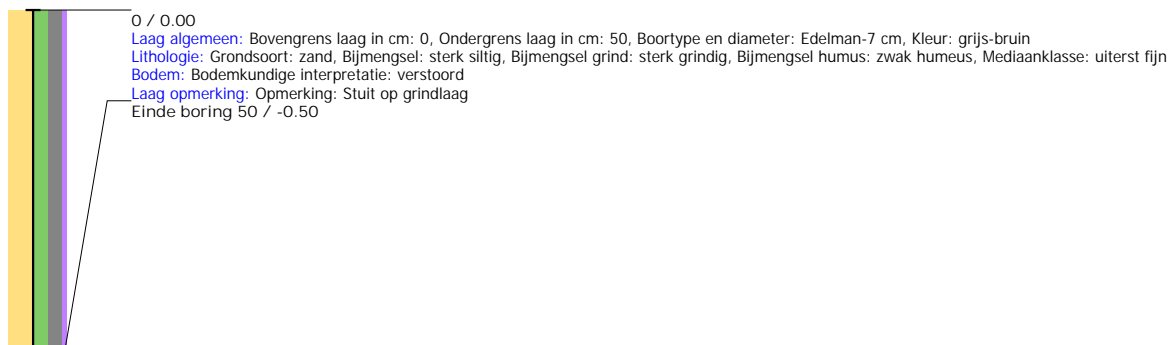 0 / 0.00
Laag algemeen: Bovengrens laag in cm: 0, Ondergrens laag in cm: 50, Boortype en diameter: Edelman-7 cm, Kleur: grijs-bruin
Lithologie: Grondsoort: zand, Bijmengsel: sterk siltig, Bijmengsel grind: sterk grindig, Bijmengsel humus: zwak humeus, Mediaanklasse: uiterst fijn
Bodem: Bodemkundige interpretatie: verstoord
Laag opmerking: Opmerking: Stuit op grindlaag
Einde boring 50 / -0.50